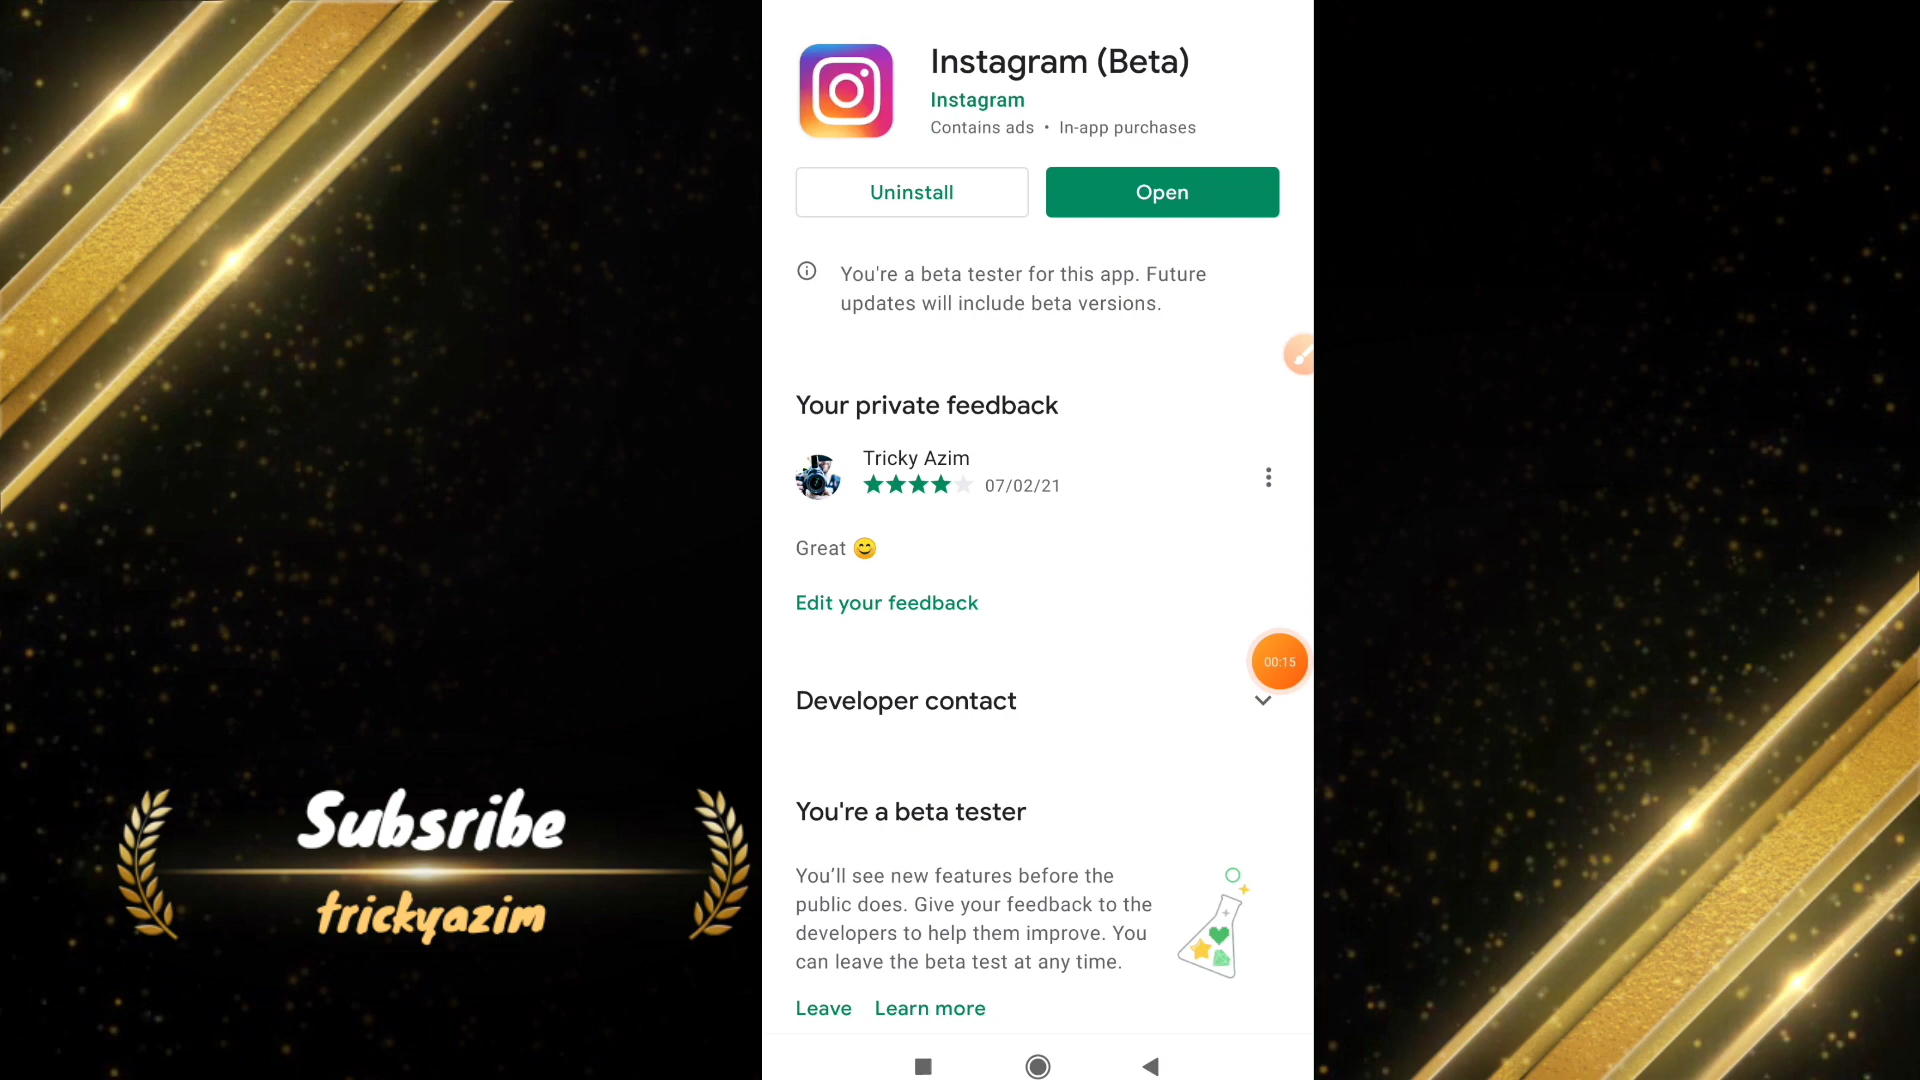 Instagram (Beta)
Instagram
Contains ads • In-app purchases
Uninstall
Open
You're a beta tester for this app. Future
updates will include beta versions.
Your private feedback
Tricky Azim
07/02/21
Great 😊
Edit your feedback
00:15
Developer contact
You're a beta tester
You’ll see new features before the
public does. Give your feedback to the
developers to help them improve. You
can leave the beta test at any time.
Leave
Learn more
Subsribe
trickyazim